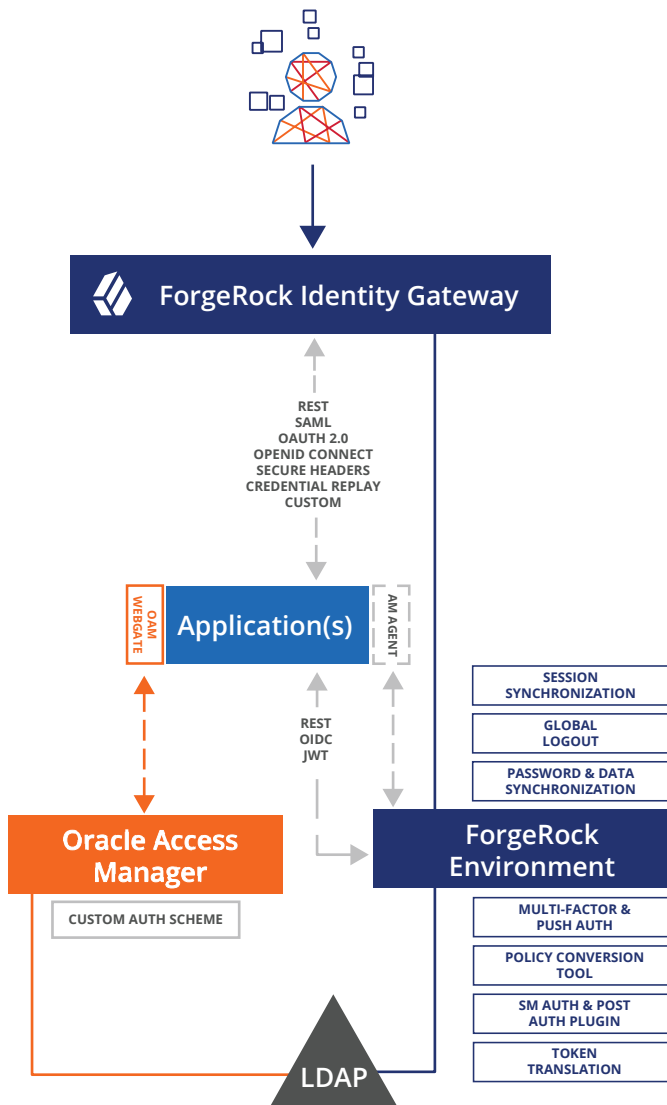 ForgeRock Identity Gateway
REST
SAML
OAUTH 2.0
OPENID CONNECT
SECURE HEADERS
CREDENTIAL REPLAY
CUSTOM
OAM
WEBGATE
Application(s)
AM AGENT
REST
OIDC
JWT
SESSION
SYNCHRONIZATION
GLOBAL
LOGOUT
PASSWORD & DATA
SYNCHRONIZATION
Oracle Access
Manager
CUSTOM AUTH SCHEME
ForgeRock
Environment
MULTI-FACTOR &
PUSH AUTH
POLICY CONVERSION
TOOL
SM AUTH & POST
AUTH PLUGIN
TOKEN
TRANSLATION
LDAP